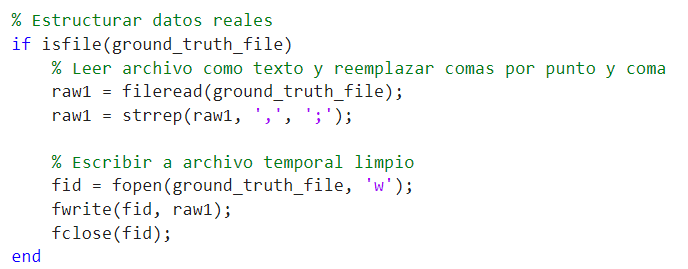 % Estructurar datos reales
if isfile(ground_truth_file)
    % Leer archivo como texto y reemplazar comas por punto y coma
    raw1 = fileread(ground_truth_file);
    raw1 = strrep(raw1, ',', ';');

    % Escribir a archivo temporal limpio
    fid = fopen(ground_truth_file, 'w');
    fwrite(fid, raw1);
    fclose(fid);
end